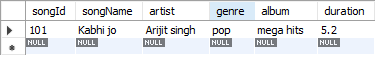 songId songName artist genre album duration
101 Kabhi jo Arijit singh pop mega hits 5.2
NULL NULL NULL NULL NULL NULL